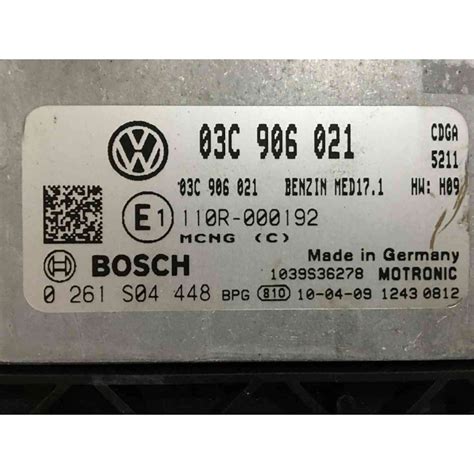 03C 906 021 CDGA
5211
03C 906 021 BENZIN MED17.1 HW: H09
E1 110R-000192
MCNG (C)
Made in Germany
BOSCH 1039S36278 MOTRONIC
0 261 S04 448 BPG 810 10-04-09 1243 0812